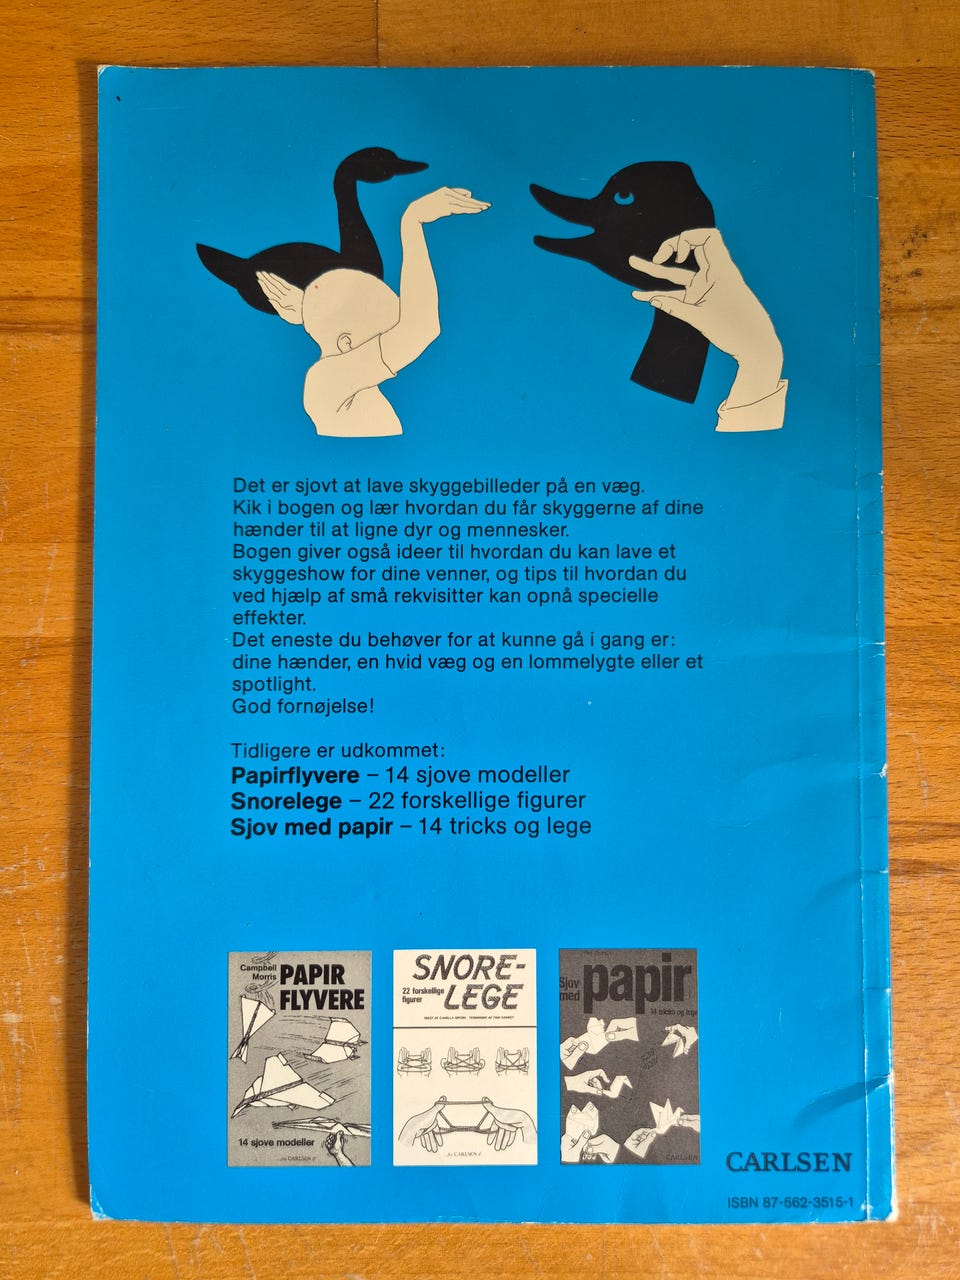 Det er sjovt at lave skyggebilleder på en væg.
Kik i bogen og lær hvordan du får skyggerne af dine
hænder til at ligne dyr og mennesker.
Bogen giver også ideer til hvordan du kan lave et
skyggeshow for dine venner, og tips til hvordan du
ved hjælp af små rekvisitter kan opnå specielle
effekter.
Det eneste du behøver for at kunne gå i gang er:
dine hænder, en hvid væg og en lommelygte eller et
spotlight.
God fornøjelse!
Tidligere er udkommet:
Papirflyvere – 14 sjove modeller
Snorelege – 22 forskellige figurer
Sjov med papir – 14 tricks og lege
Campbell
Morris
PAPIR
FLYVERE
14 sjove modeller
CARLSEN
SNORE-
LEGE
22 forskellige
figurer
CARLSEN
Sjov
med
papir
14 tricks og lege
CARLSEN
CARLSEN
ISBN 87-562-3515-1